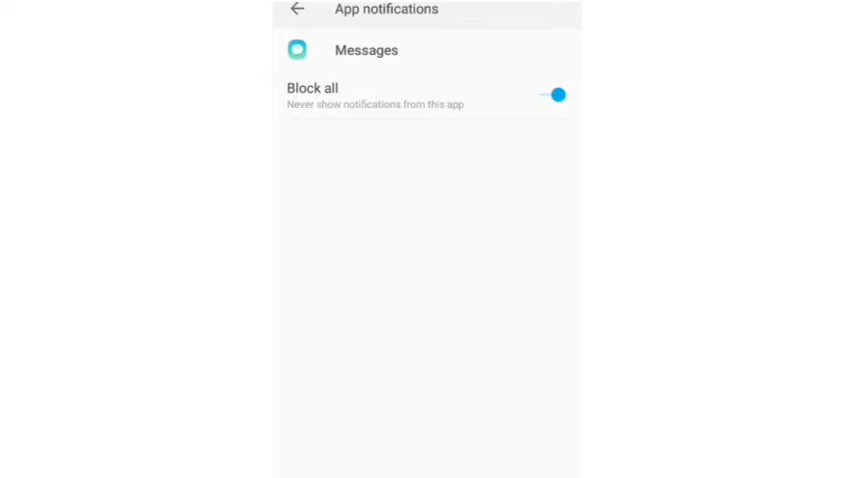 App notifications
Messages
Block all
Never show notifications from this app